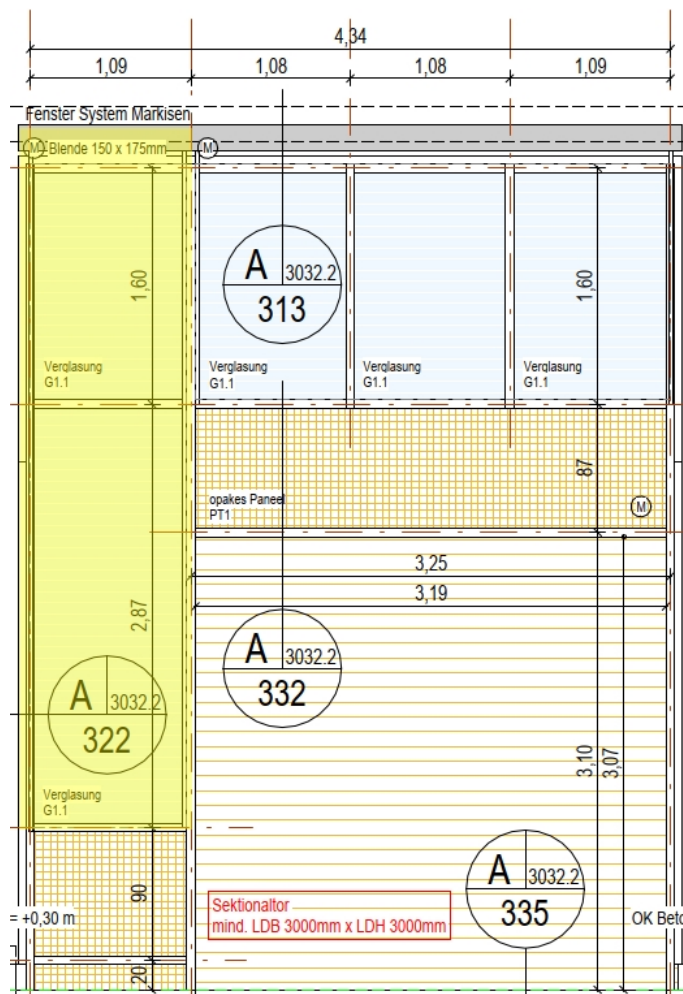 4,34
1,09
1,08
1,08
1,09
Fenster System Markisen
M
Blende 150 x 175mm
M
1,60
A
3032.2
313
1,60
Verglasung
G1.1
Verglasung
G1.1
Verglasung
G1.1
Verglasung
G1.1
87
opakes Paneel
PT1
M
3,25
3,19
2,87
A
3032.2
332
A
3032.2
322
3,10
3,07
Verglasung
G1.1
A
3032.2
335
90
Sektionaltor
mind. LDB 3000mm x LDH 3000mm
= +0,30 m
OK Beto
20